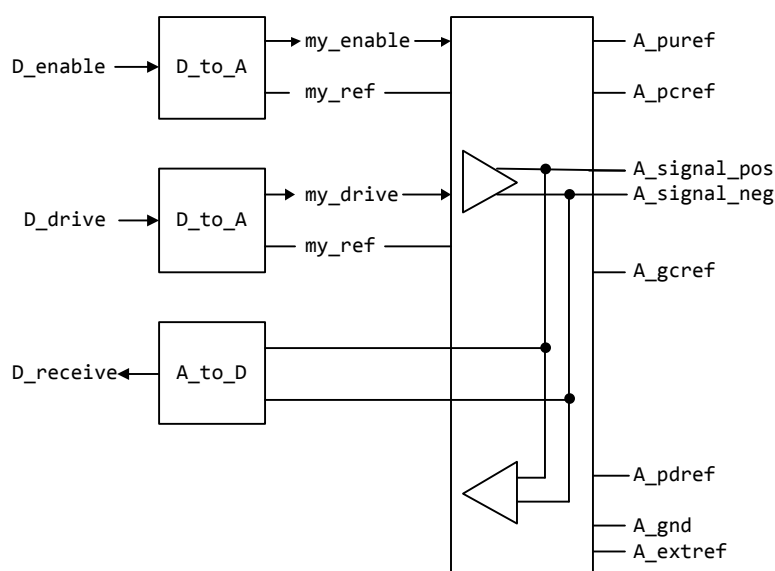 D_enable D_to_A my_enable A_puref
my_ref A_pcref
A_signal_pos
D_drive D_to_A my_drive A_signal_neg
my_ref
A_gcref
D_receive A_to_D
A_pdref
A_gnd
A_extref